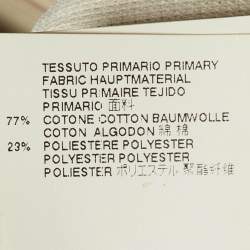 TESSUTO PRIMARIO PRIMARY
FABRIC HAUPTMATERIAL
TISSU PRIMAIRE TEJIDO
PRIMARIO 面料
77% COTONE COTTON BAUMWOLLE
COTON ALGODON 綿 棉
23% POLIESTERE POLYESTER
POLYESTER POLYESTER
POLIESTER ポリエステル 聚酯纤维